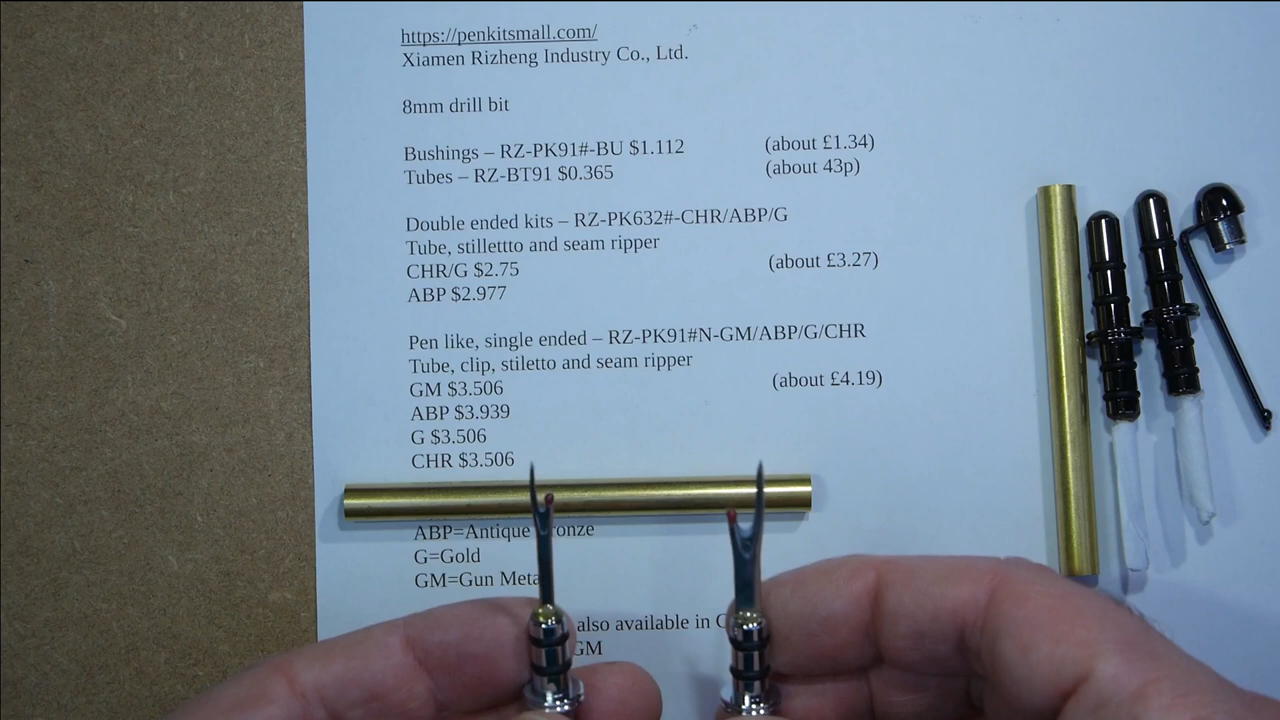 https://penkitsmall.com/
Xiamen Rizheng Industry Co., Ltd.
8mm drill bit
Bushings – RZ-PK91#-BU $1.112 (about £1.34)
Tubes – RZ-BT91 $0.365 (about 43p)
Double ended kits – RZ-PK632#-CHR/ABP/G
Tube, stilletto and seam ripper
CHR/G $2.75 (about £3.27)
ABP $2.977
Pen like, single ended – RZ-PK91#N-GM/ABP/G/CHR
Tube, clip, stiletto and seam ripper
GM $3.506 (about £4.19)
ABP $3.939
G $3.506
CHR $3.506
ABP=Antique
G=Gold
GM=Gun
also available in
GM